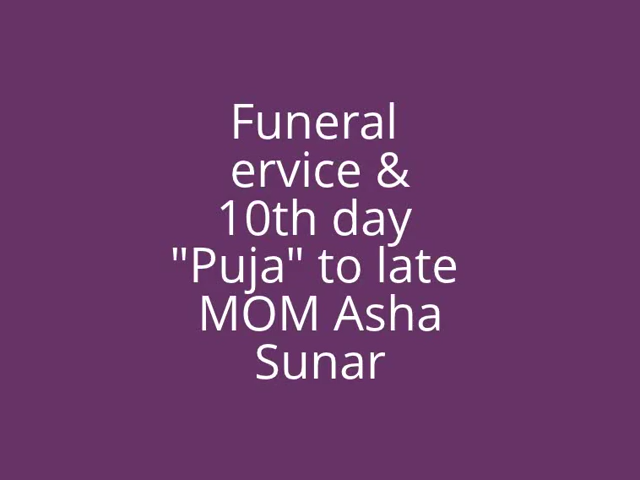 Funeral
ervice &
10th day
"Puja" to late
MOM Asha
Sunar